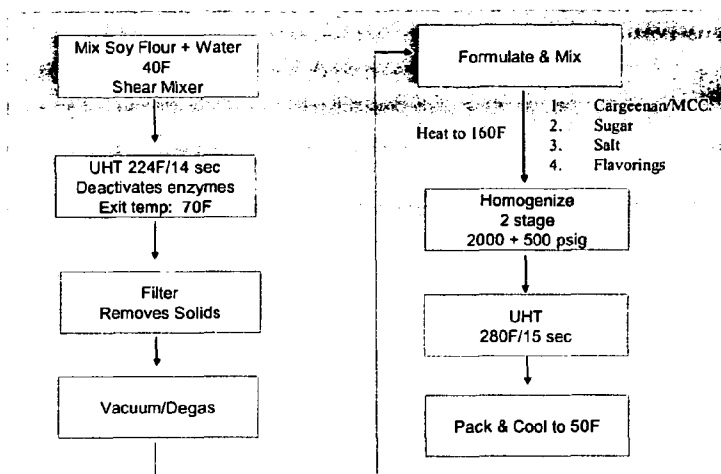 Mix Soy Flour + Water
40F
Shear Mixer
UHT 224F/14 sec
Deactivates enzymes
Exit temp: 70F
Filter
Removes Solids
Vacuum/Degas
Formulate & Mix
Heat to 160F
1. Cargeenan/MCC
2. Sugar
3. Salt
4. Flavorings
Homogenize
2 stage
2000 + 500 psig
UHT
280F/15 sec
Pack & Cool to 50F